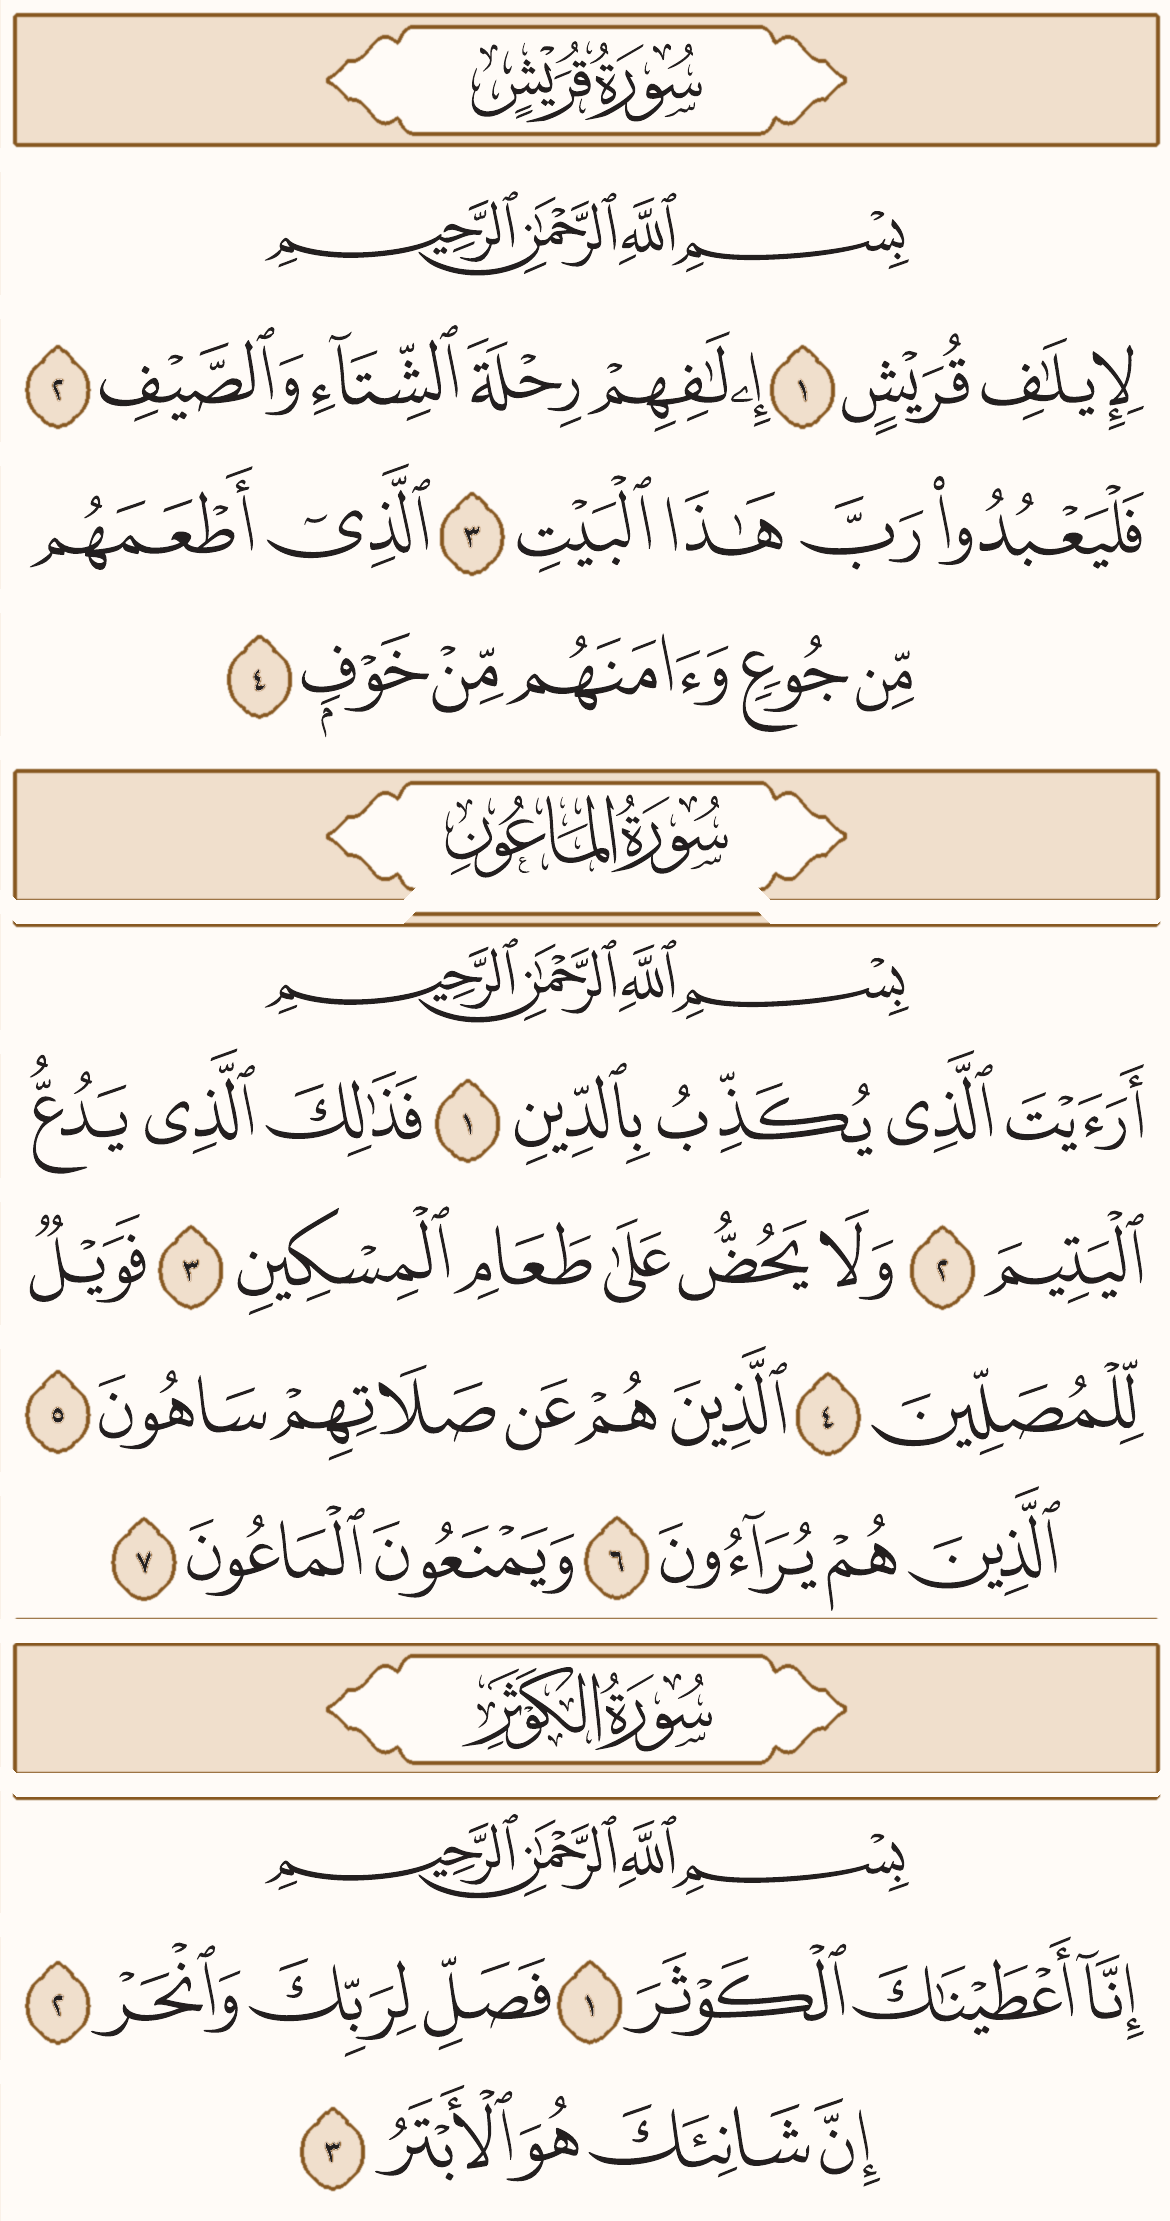 سُورَةُ قُرَيْشٍ
بِسْمِ ٱللَّهِ ٱلرَّحْمَٰنِ ٱلرَّحِيمِ
لِإِيلَٰفِ قُرَيْشٍ ١ إِۦلَٰفِهِمْ رِحْلَةَ ٱلشِّتَآءِ وَٱلصَّيْفِ ٢
فَلْيَعْبُدُوا۟ رَبَّ هَٰذَا ٱلْبَيْتِ ٣ ٱلَّذِىٓ أَطْعَمَهُم
مِّن جُوعٍ وَءَامَنَهُم مِّنْ خَوْفٍۭ ٤
سُورَةُ المَاعُونِ
بِسْمِ ٱللَّهِ ٱلرَّحْمَٰنِ ٱلرَّحِيمِ
أَرَءَيْتَ ٱلَّذِى يُكَذِّبُ بِٱلدِّينِ ١ فَذَٰلِكَ ٱلَّذِى يَدُعُّ
ٱلْيَتِيمَ ٢ وَلَا يَحُضُّ عَلَىٰ طَعَامِ ٱلْمِسْكِينِ ٣ فَوَيْلٌ
لِّلْمُصَلِّينَ ٤ ٱلَّذِينَ هُمْ عَن صَلَاتِهِمْ سَاهُونَ ٥
ٱلَّذِينَ هُمْ يُرَآءُونَ ٦ وَيَمْنَعُونَ ٱلْمَاعُونَ ٧
سُورَةُ الكَوْثَرِ
بِسْمِ ٱللَّهِ ٱلرَّحْمَٰنِ ٱلرَّحِيمِ
إِنَّآ أَعْطَيْنَٰكَ ٱلْكَوْثَرَ ١ فَصَلِّ لِرَبِّكَ وَٱنْحَرْ ٢
إِنَّ شَانِئَكَ هُوَ ٱلْأَبْتَرُ ٣